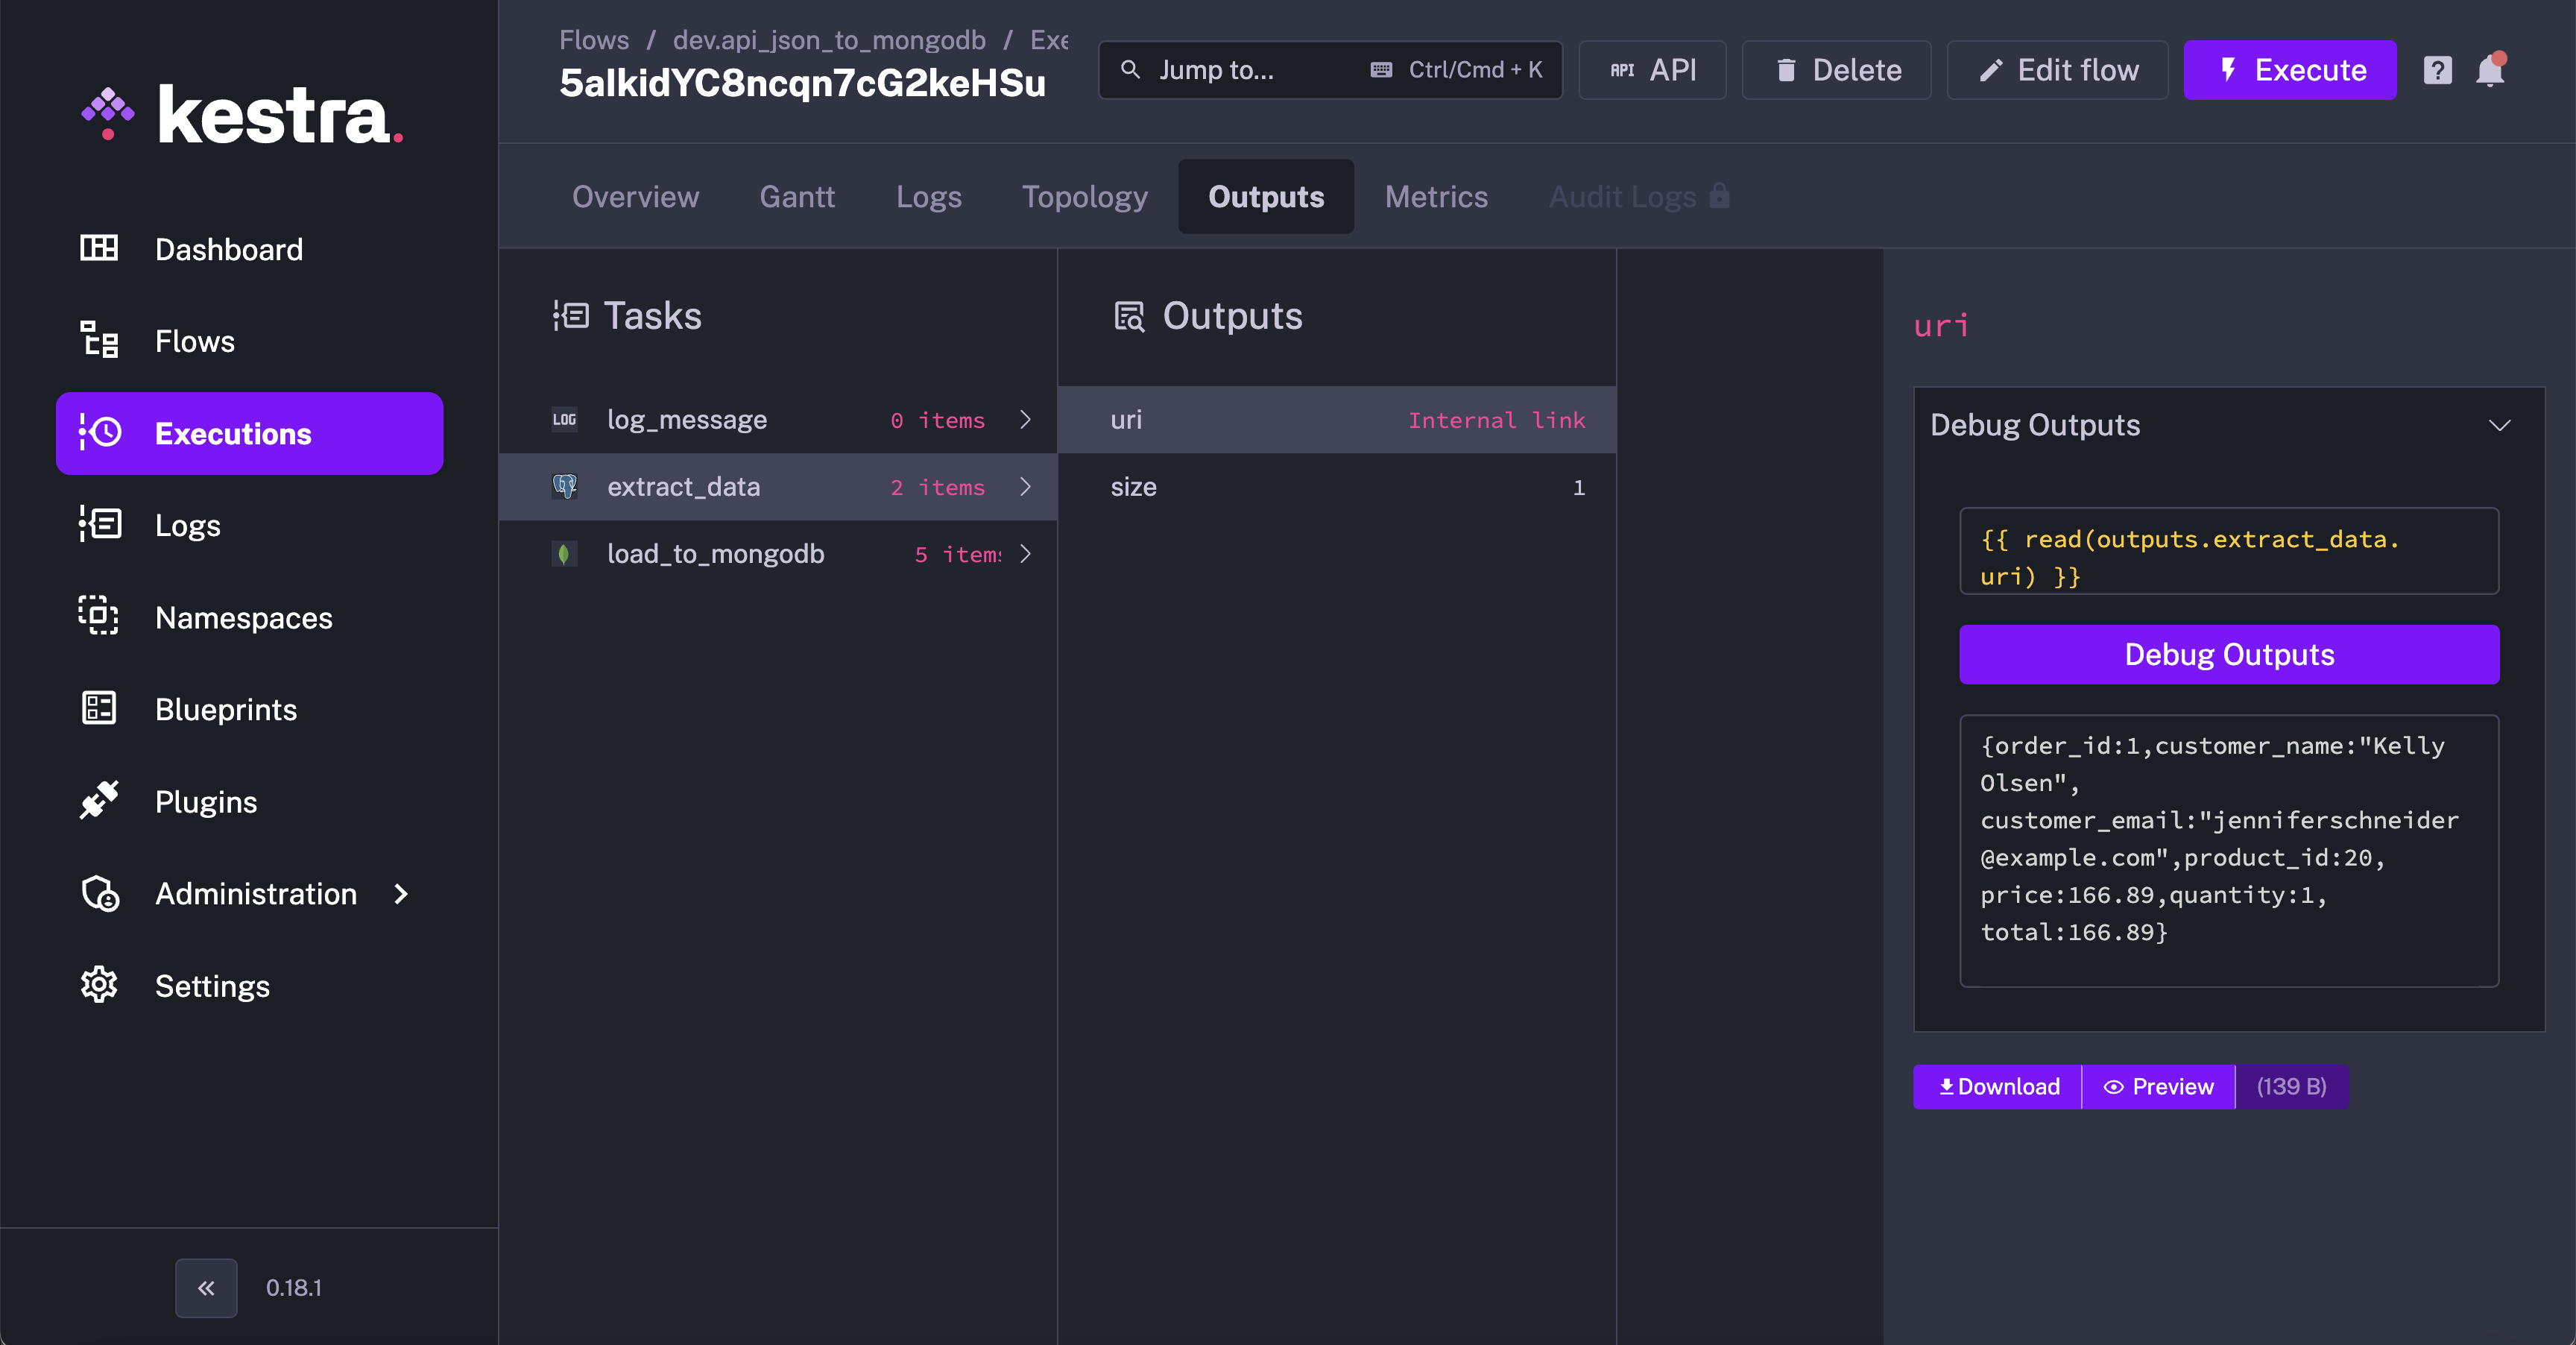 kestra.
Dashboard
Flows
Executions
Logs
Namespaces
Blueprints
Plugins
Administration
Settings
0.18.1
Flows / dev.api_json_to_mongodb / Exe
5alkidYC8ncqn7cG2keHSu
Jump to... Ctrl/Cmd + K
API API
Delete
Edit flow
Execute
?
Overview Gantt Logs Topology Outputs Metrics Audit Logs
Tasks
LOG log_message 0 items
extract_data 2 items
load_to_mongodb 5 items
Outputs
uri Internal link
size 1
uri
Debug Outputs
{{ read(outputs.extract_data.
uri) }}
Debug Outputs
{order_id:1,customer_name:"Kelly
Olsen",
customer_email:"jenniferschneider
@example.com",product_id:20,
price:166.89,quantity:1,
total:166.89}
Download Preview (139 B)